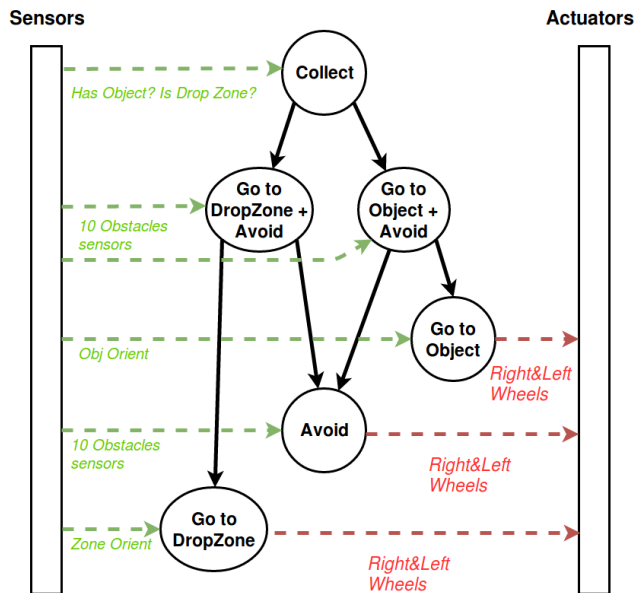 Sensors
Actuators
Collect
Has Object? Is Drop Zone?
Go to
DropZone +
Avoid
Go to
Object +
Avoid
10 Obstacles
sensors
Go to
Object
Obj Orient
Right&Left
Wheels
Avoid
10 Obstacles
sensors
Right&Left
Wheels
Go to
DropZone
Zone Orient
Right&Left
Wheels